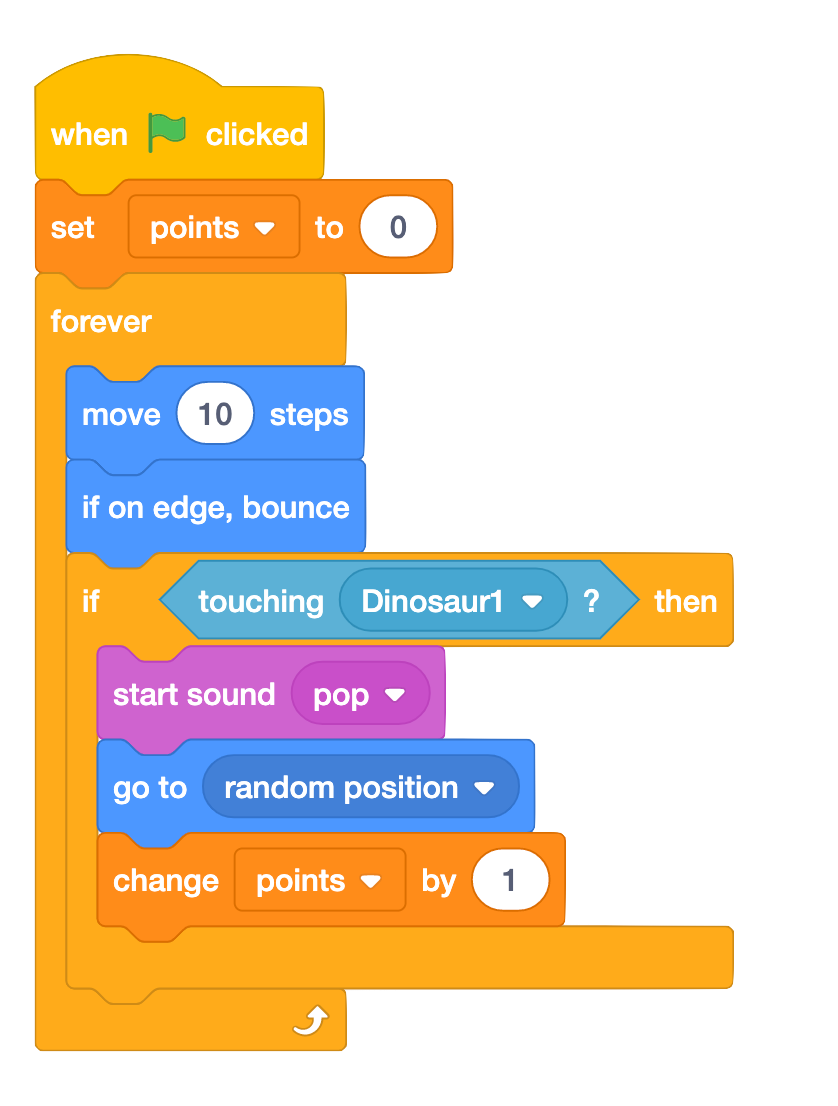 when clicked
set points to 0
forever
move 10 steps
if on edge, bounce
if touching Dinosaur1 ? then
start sound pop
go to random position
change points by 1